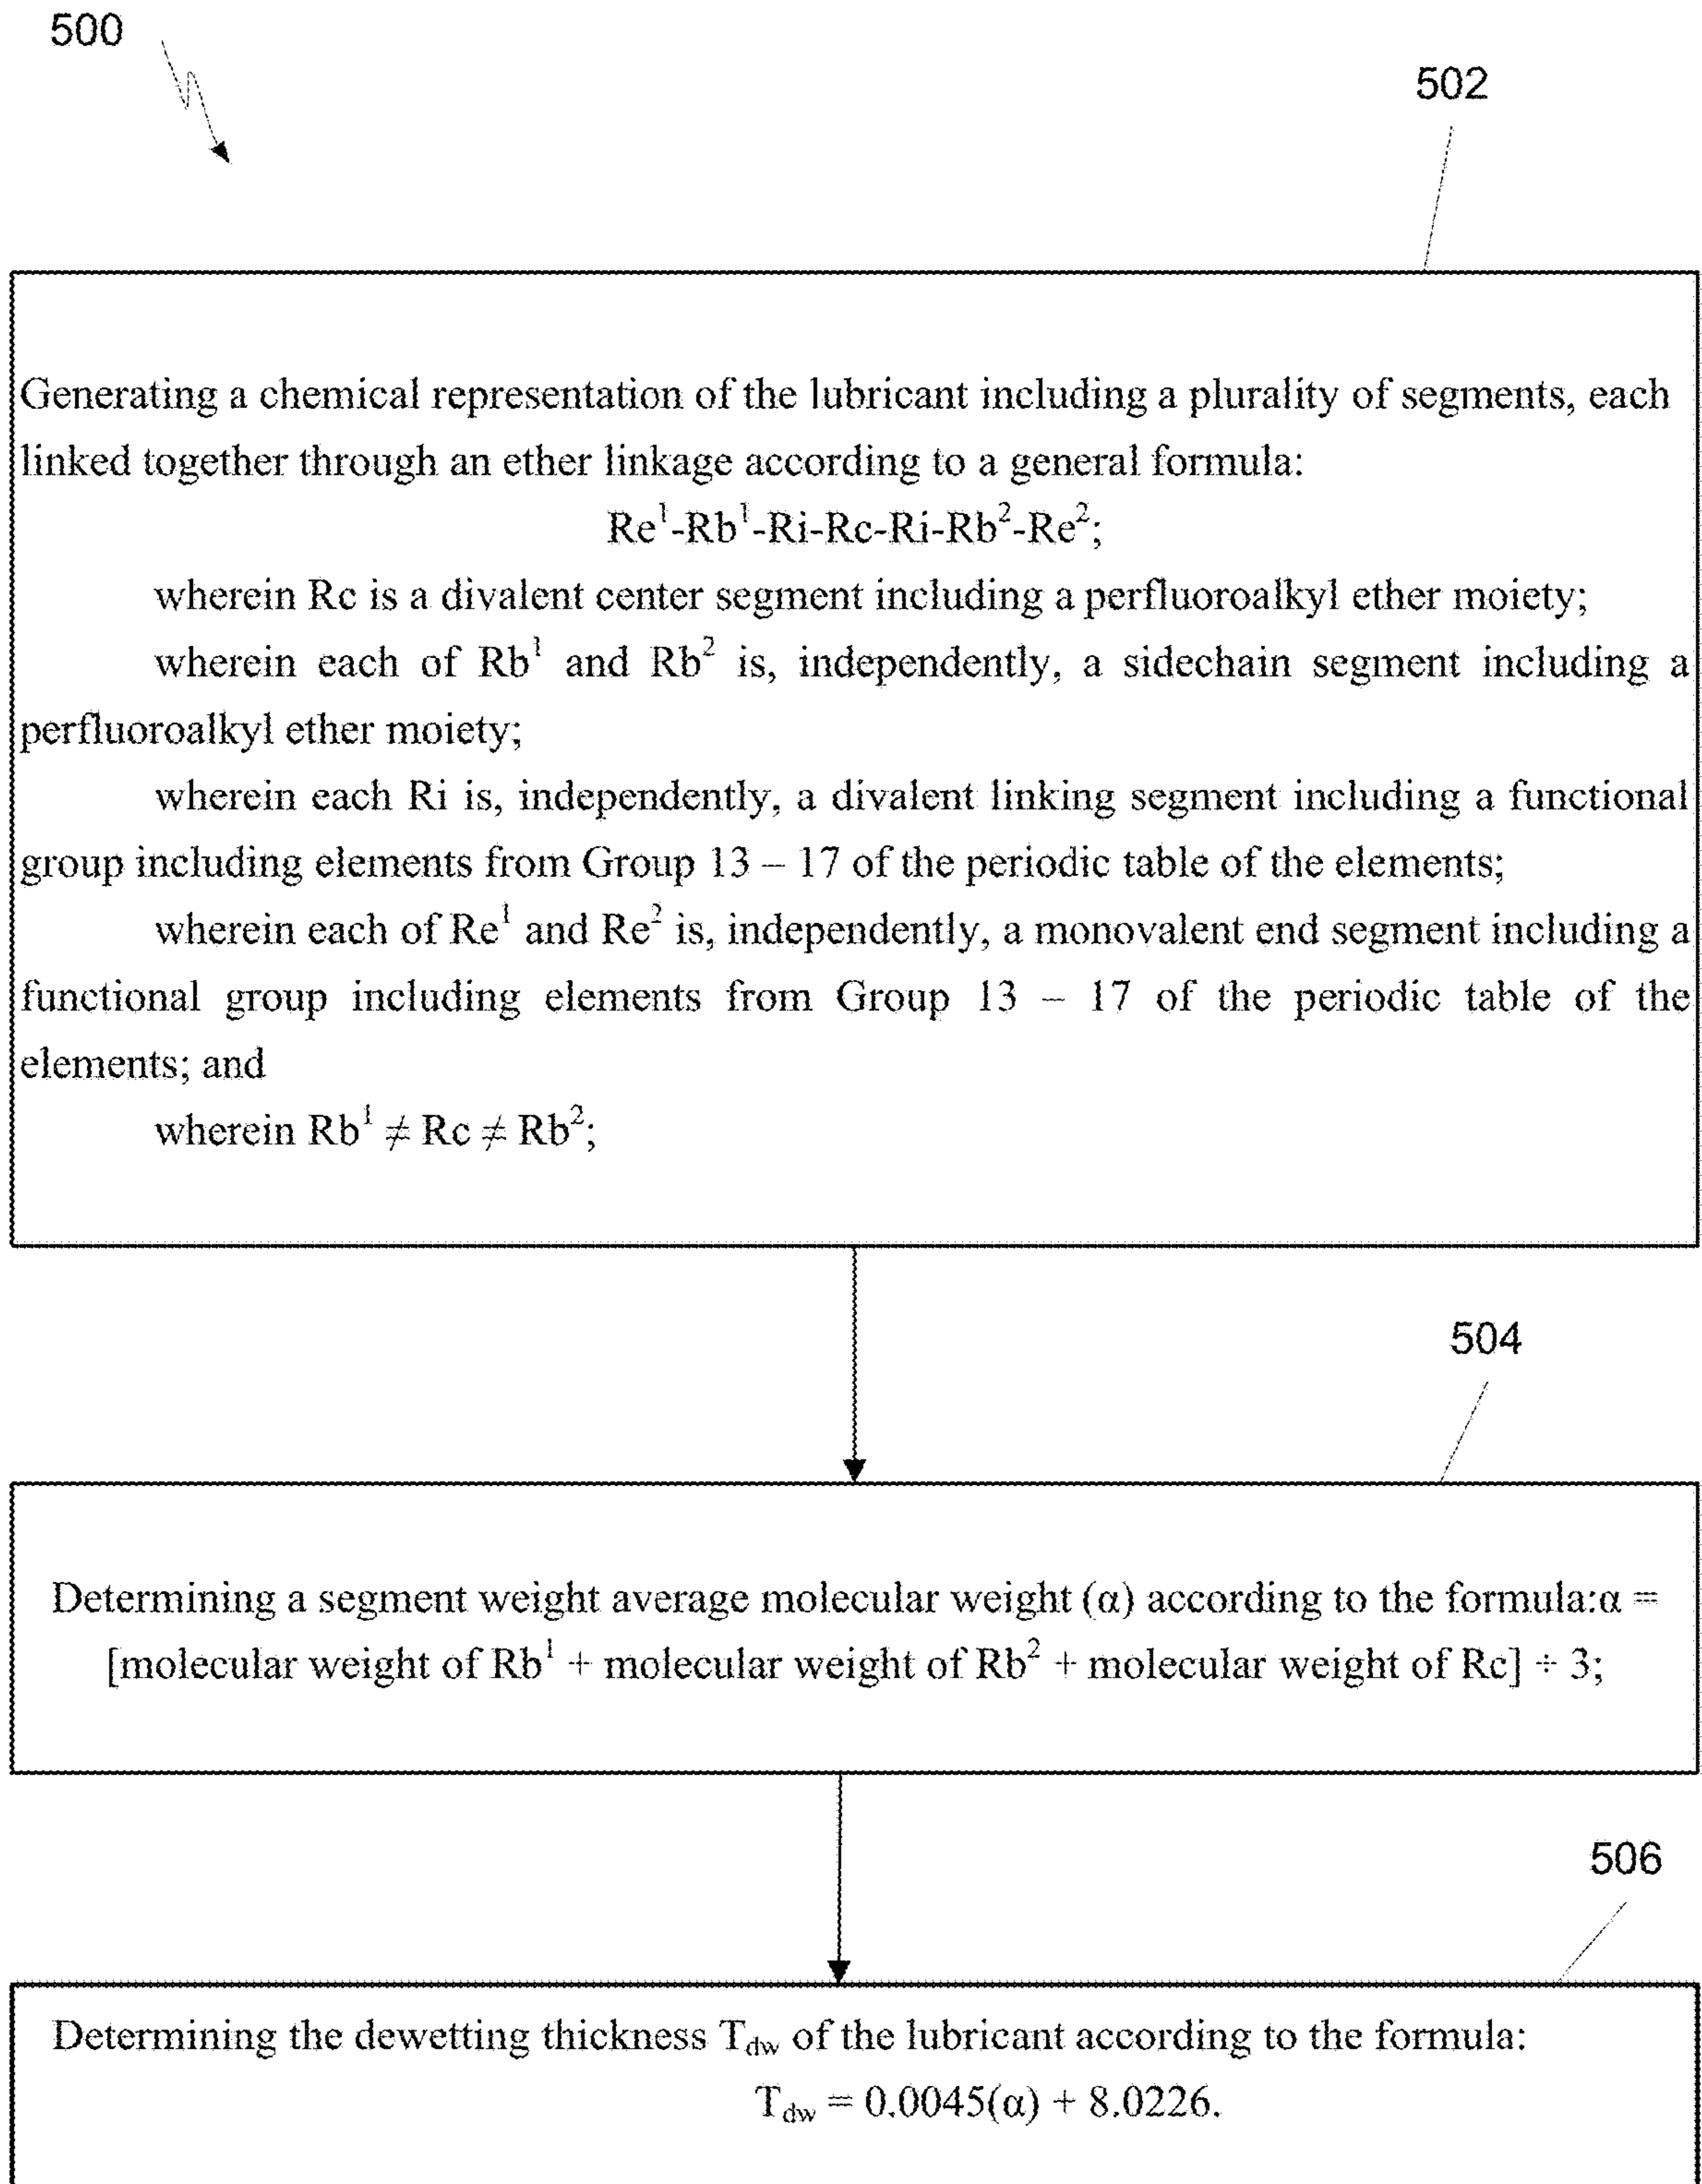 500
502
Generating a chemical representation of the lubricant including a plurality of segments, each
linked together through an ether linkage according to a general formula:
Re¹-Rb¹-Ri-Rc-Ri-Rb²-Re²;
wherein Rc is a divalent center segment including a perfluoroalkyl ether moiety;
wherein each of Rb¹ and Rb² is, independently, a sidechain segment including a
perfluoroalkyl ether moiety;
wherein each Ri is, independently, a divalent linking segment including a functional
group including elements from Group 13 – 17 of the periodic table of the elements;
wherein each of Re¹ and Re² is, independently, a monovalent end segment including a
functional group including elements from Group 13 – 17 of the periodic table of the
elements; and
wherein Rb¹ ≠ Rc ≠ Rb²;
504
Determining a segment weight average molecular weight (α) according to the formula:α =
[molecular weight of Rb¹ + molecular weight of Rb² + molecular weight of Rc] ÷ 3;
506
Determining the dewetting thickness T_dw of the lubricant according to the formula:
T_dw = 0.0045(α) + 8.0226.